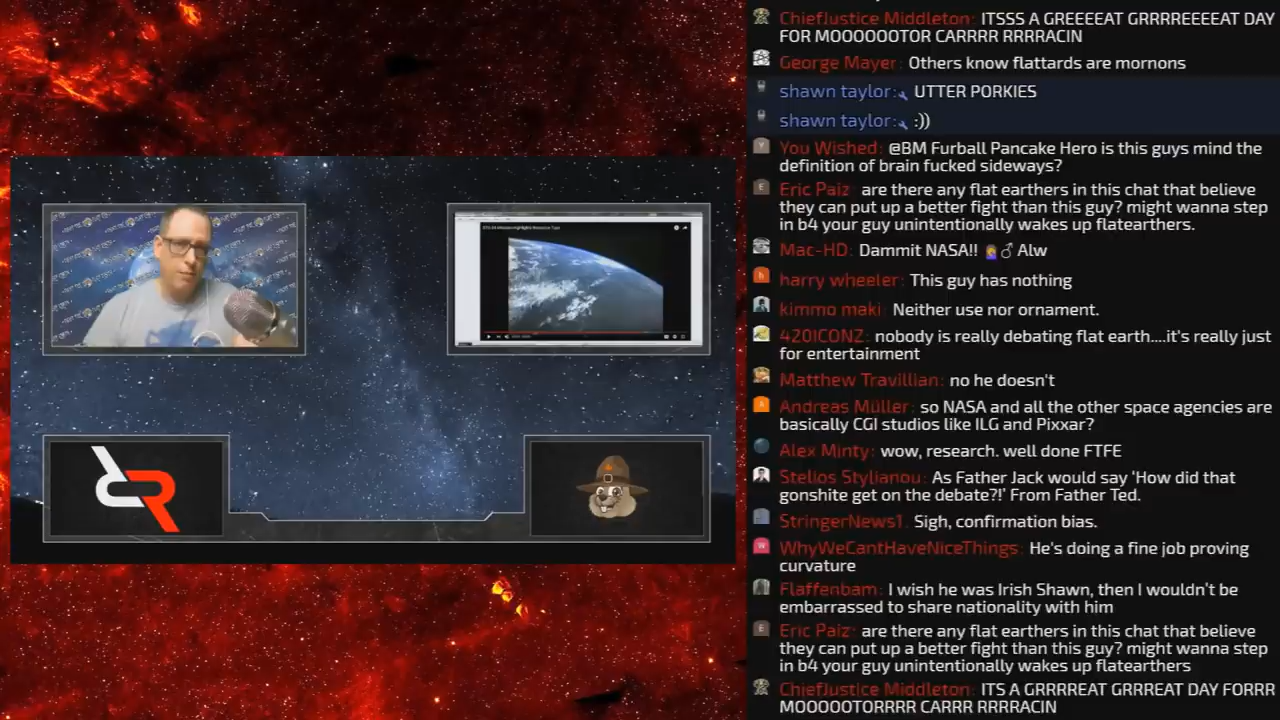 ChiefJustice Middleton: ITSSS A GREEEEAT GRRRREEEEAT DAY
FOR MOOOOOOTOR CARRRR RRRRACIN
George Mayer: Others know flattards are mornons
shawn taylor: UTTER PORKIES
shawn taylor: :))
You Wished: @BM Furball Pancake Hero is this guys mind the
definition of brain fucked sideways?
Eric Paiz: are there any flat earthers in this chat that believe
they can put up a better fight than this guy? might wanna step
in b4 your guy unintentionally wakes up flatearthers.
Mac-HD: Dammit NASA!! 🤦♂ Alw
harry wheeler: This guy has nothing
kimmo maki: Neither use nor ornament.
420ICONZ: nobody is really debating flat earth....it's really just
for entertainment
Matthew Travillian: no he doesn't
Andreas Müller: so NASA and all the other space agencies are
basically CGI studios like ILG and Pixxar?
Alex Minty: wow, research. well done FTFE
Stelios Stylianou: As Father Jack would say 'How did that
gonshite get on the debate?!' From Father Ted.
StringerNews1: Sigh, confirmation bias.
WhyWeCantHaveNiceThings: He's doing a fine job proving
curvature
Flaffenbam: I wish he was Irish Shawn, then I wouldn't be
embarrassed to share nationality with him
Eric Paiz: are there any flat earthers in this chat that believe
they can put up a better fight than this guy? might wanna step
in b4 your guy unintentionally wakes up flatearthers
ChiefJustice Middleton: ITS A GRRRREAT GRRREAT DAY FORRR
MOOOOOTORRRR CARRR RRRRACIN